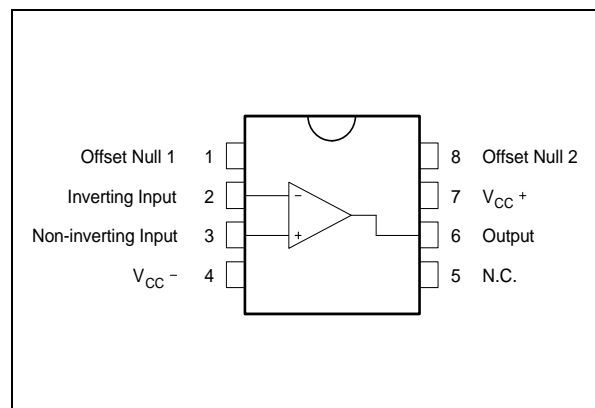 Offset Null 1 1 8 Offset Null 2
Inverting Input 2 − 7 VCC +
Non-inverting Input 3 + 6 Output
VCC − 4 5 N.C.